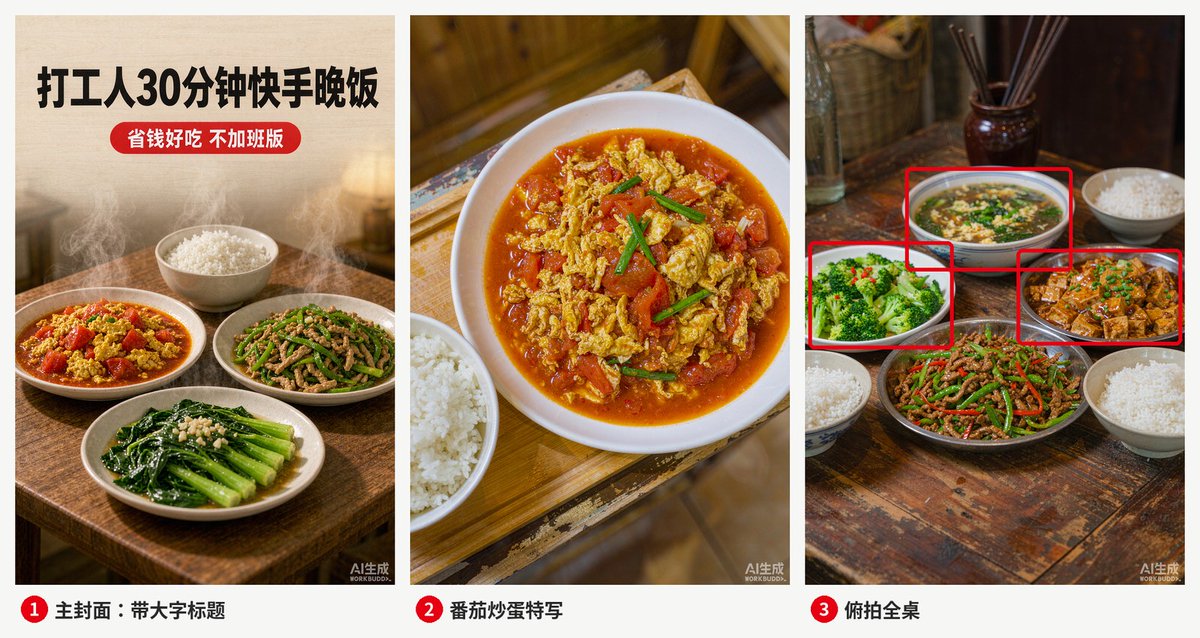 打工人30分钟快手晚饭
省钱好吃 不加班版
AI生成
WORKBUDDY
AI生成
WORKBUDDY
AI生成
WORKBUDDY
1 主封面：带大字标题
2 番茄炒蛋特写
3 俯拍全桌